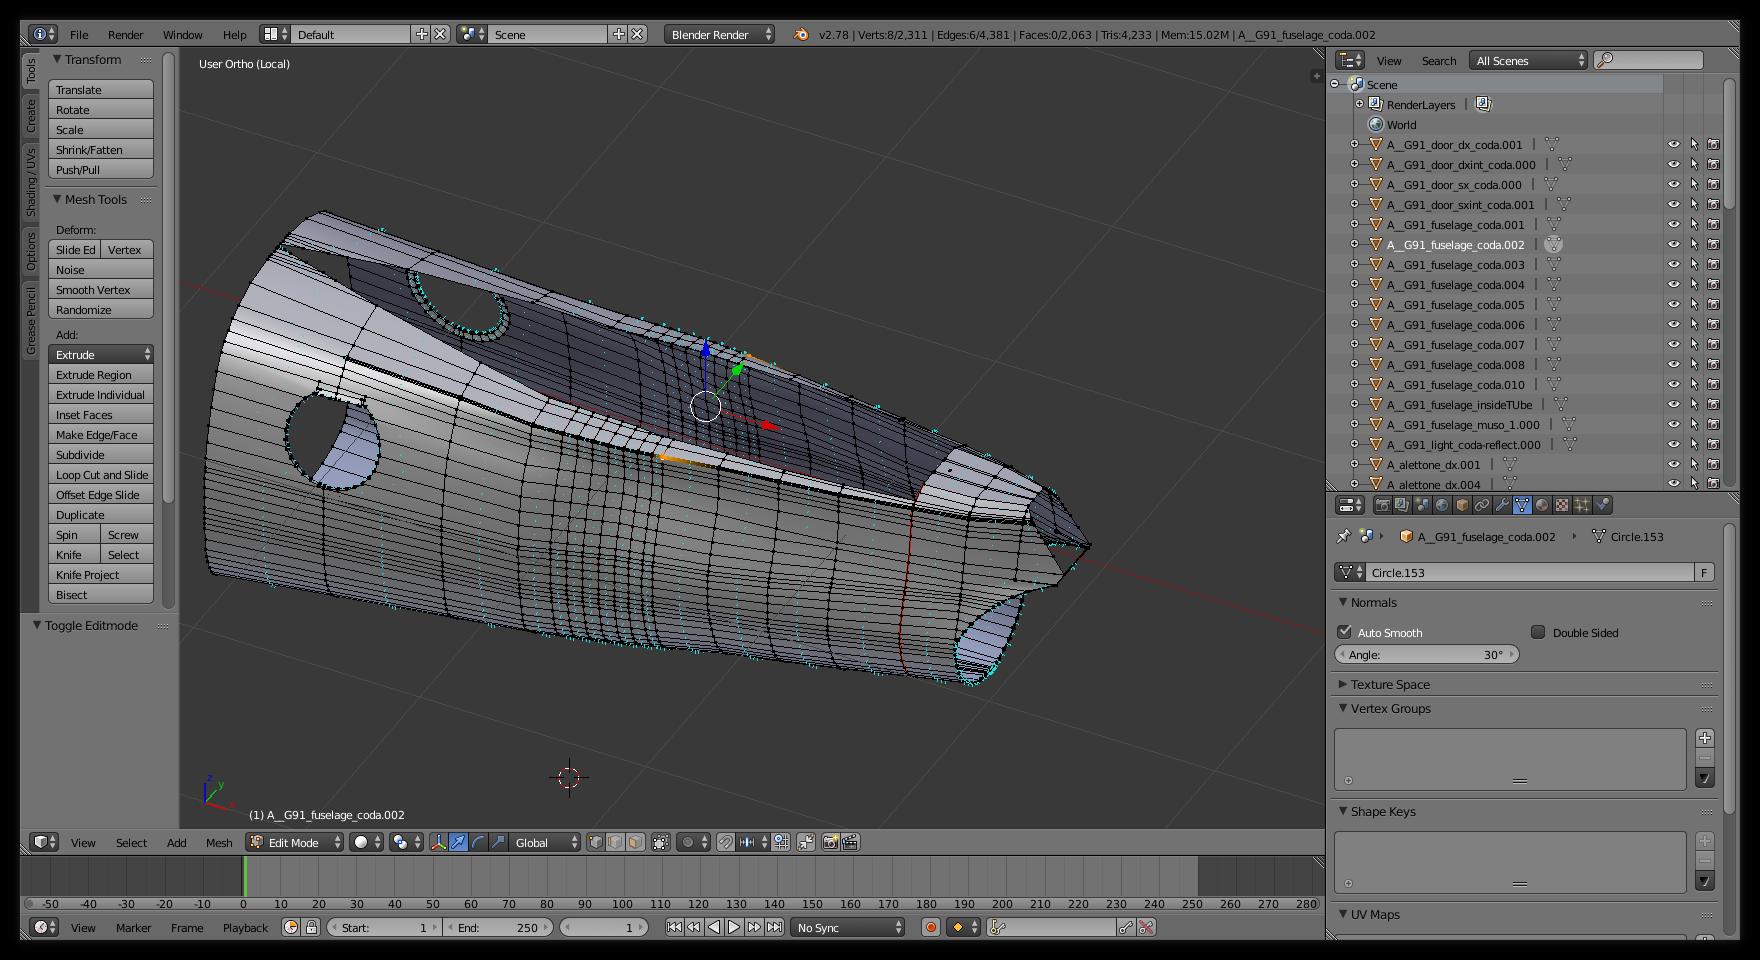 File Render Window Help Default Scene Blender Render v2.78 | Verts:8/2,311 | Edges:6/4,381 | Faces:0/2,063 | Tris:4,233 | Mem:15.02M | A__G91_fuselage_coda.002
Tools
Create
Shading / UVs
Options
Grease Pencil
Transform
Translate
Rotate
Scale
Shrink/Fatten
Push/Pull
Mesh Tools
Deform:
Slide Ed Vertex
Noise
Smooth Vertex
Randomize
Add:
Extrude
Extrude Region
Extrude Individual
Inset Faces
Make Edge/Face
Subdivide
Loop Cut and Slide
Offset Edge Slide
Duplicate
Spin Screw
Knife Select
Knife Project
Bisect
Toggle Editmode
User Ortho (Local)
z
y
x
(1) A__G91_fuselage_coda.002
View Select Add Mesh Edit Mode Global
-50 -40 -30 -20 -10 0 10 20 30 40 50 60 70 80 90 100 110 120 130 140 150 160 170 180 190 200 210 220 230 240 250 260 270 280
View Marker Frame Playback Start: 1 End: 250 1 No Sync
View Search All Scenes
Scene
RenderLayers |
World
A__G91_door_dx_coda.001 |
A__G91_door_dxint_coda.000 |
A__G91_door_sx_coda.000 |
A__G91_door_sxint_coda.001 |
A__G91_fuselage_coda.001 |
A__G91_fuselage_coda.002 |
A__G91_fuselage_coda.003 |
A__G91_fuselage_coda.004 |
A__G91_fuselage_coda.005 |
A__G91_fuselage_coda.006 |
A__G91_fuselage_coda.007 |
A__G91_fuselage_coda.008 |
A__G91_fuselage_coda.010 |
A__G91_fuselage_insideTUbe |
A__G91_fuselage_muso_1.000 |
A__G91_light_coda-reflect.000 |
A_alettone_dx.001 |
A_alettone_dx.004 |
A__G91_fuselage_coda.002 Circle.153
Circle.153 F
Normals
Auto Smooth Double Sided
Angle: 30°
Texture Space
Vertex Groups
Shape Keys
UV Maps